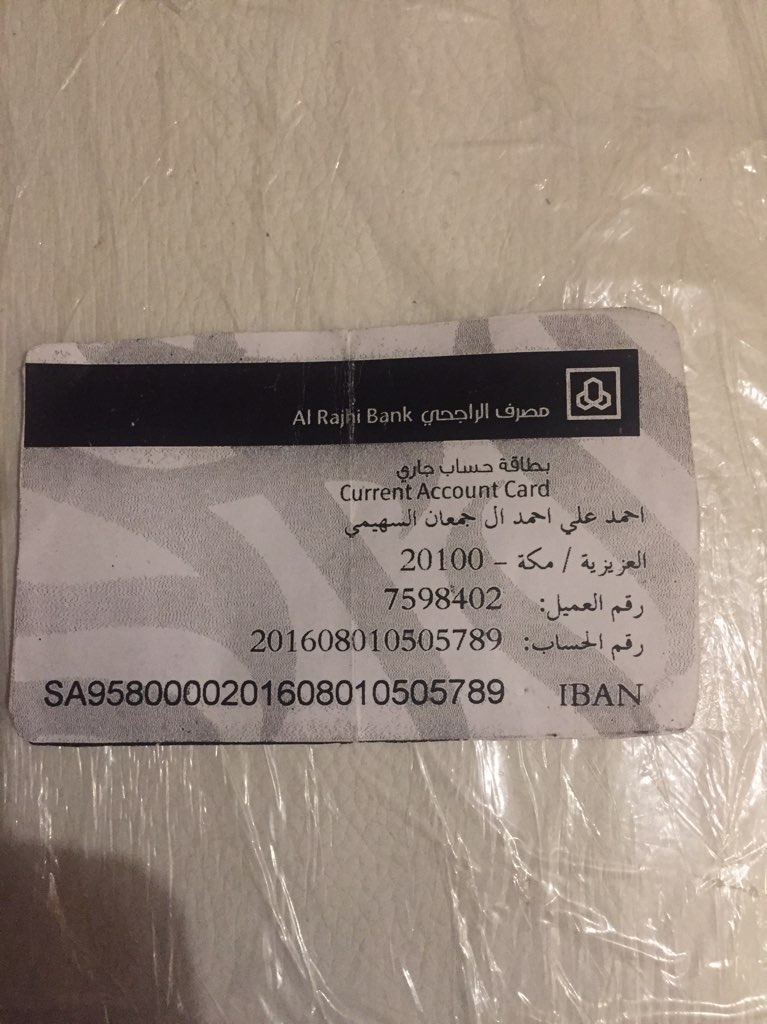 مصرف الراجحي Al Rajhi Bank
بطاقة حساب جاري
Current Account Card
احمد علي احمد ال جمعان السهيمي
العزيزية / مكة - 20100
رقم العميل: 7598402
رقم الحساب: 201608010505789
IBAN SA9580000201608010505789